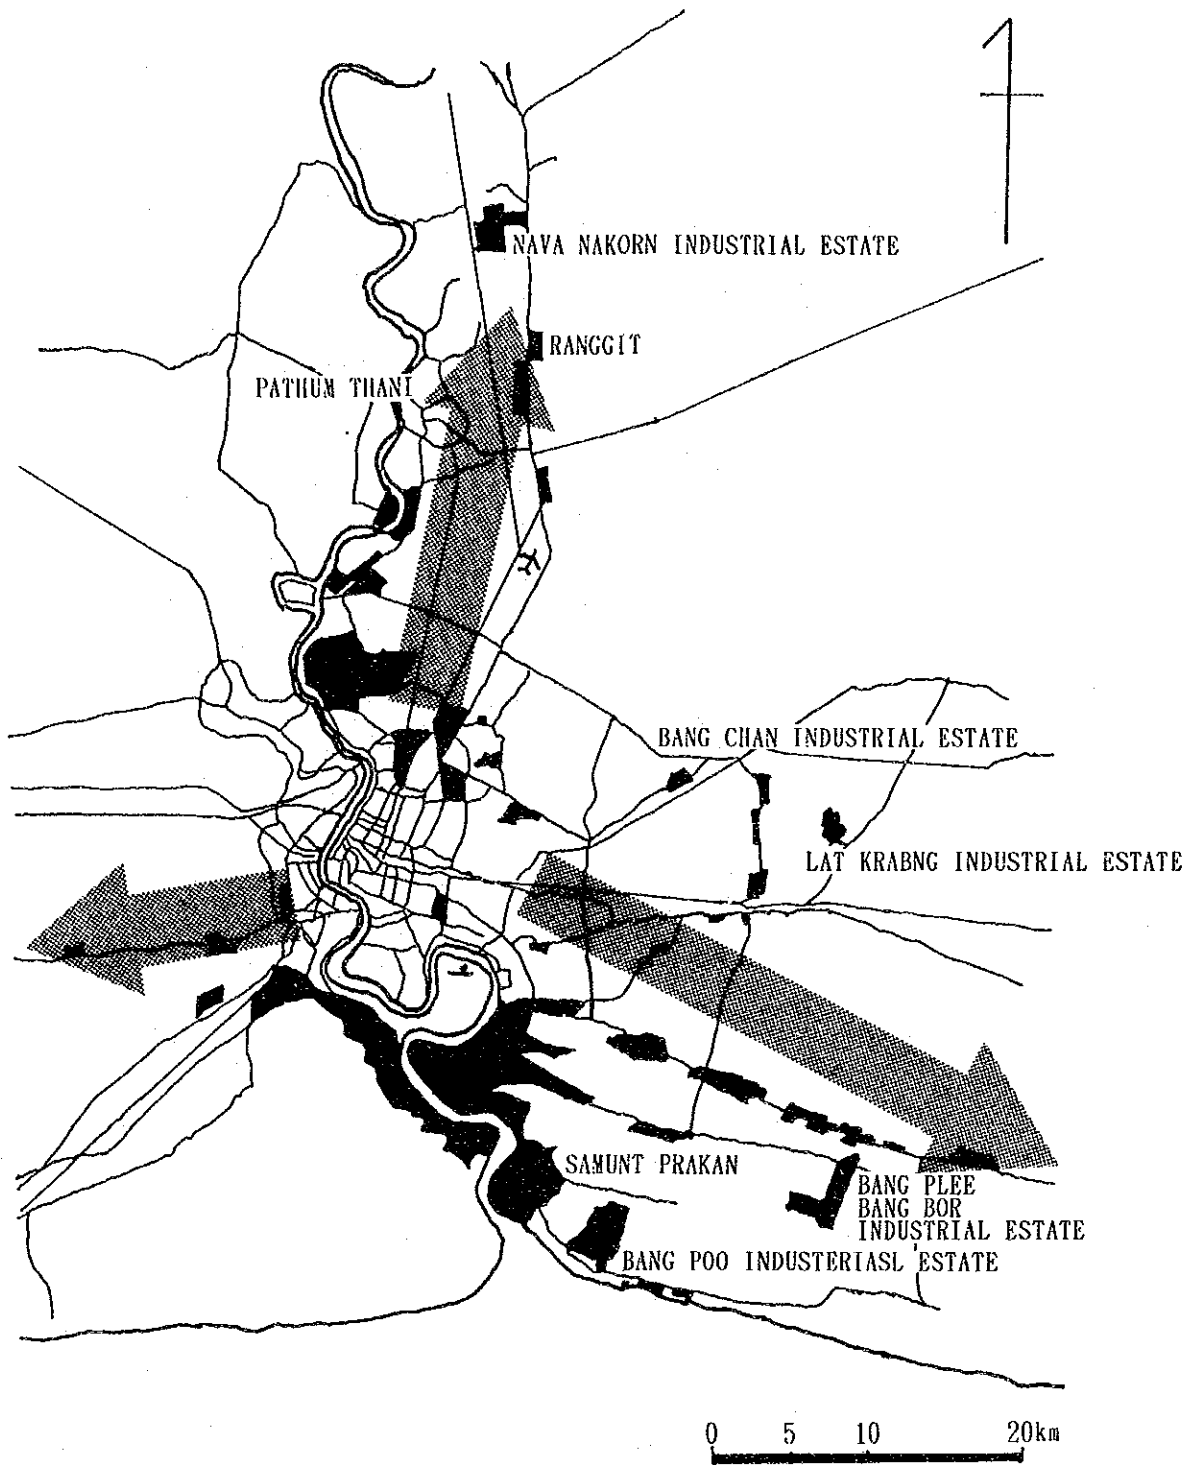 NAVA NAKORN INDUSTRIAL ESTATE
RANGGIT
PATHUM THANI
BANG CHAN INDUSTRIAL ESTATE
LAT KRABNG INDUSTRIAL ESTATE
SAMUNT PRAKAN
BANG PLEE
BANG BOR
INDUSTRIAL ESTATE
BANG POO INDUSTERIASL ESTATE
0 5 10 20km